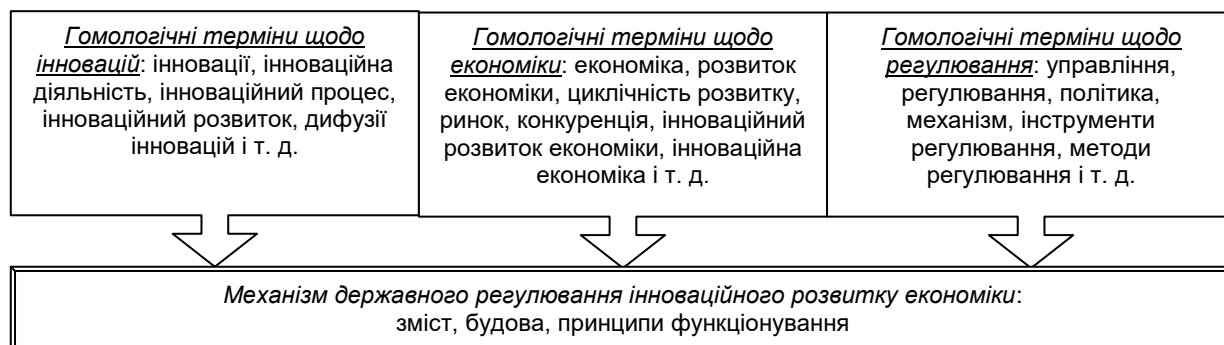 Гомологічні терміни щодо
інновацій: інновації, інноваційна
діяльність, інноваційний процес,
інноваційний розвиток, дифузії
інновацій і т. д.
Гомологічні терміни щодо
економіки: економіка, розвиток
економіки, циклічність розвитку,
ринок, конкуренція, інноваційний
розвиток економіки, інноваційна
економіка і т. д.
Гомологічні терміни щодо
регулювання: управління,
регулювання, політика,
механізм, інструменти
регулювання, методи
регулювання і т. д.
Механізм державного регулювання інноваційного розвитку економіки:
зміст, будова, принципи функціонування